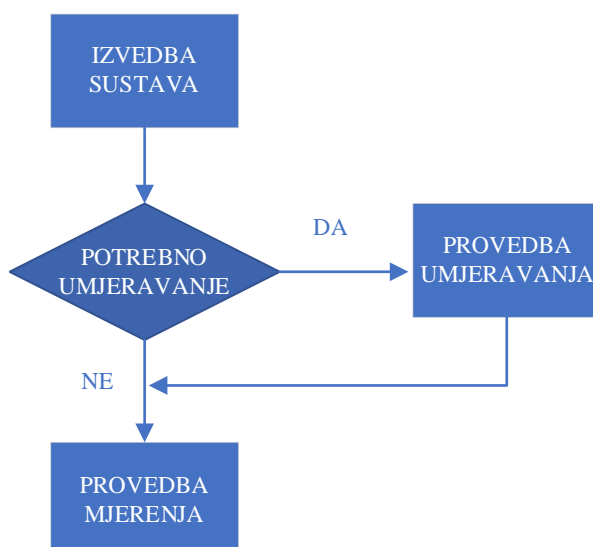 IZVEDBA
SUSTAVA
POTREBNO
UMJERAVANJE
DA
PROVEDBA
UMJERAVANJA
NE
PROVEDBA
MJERENJA